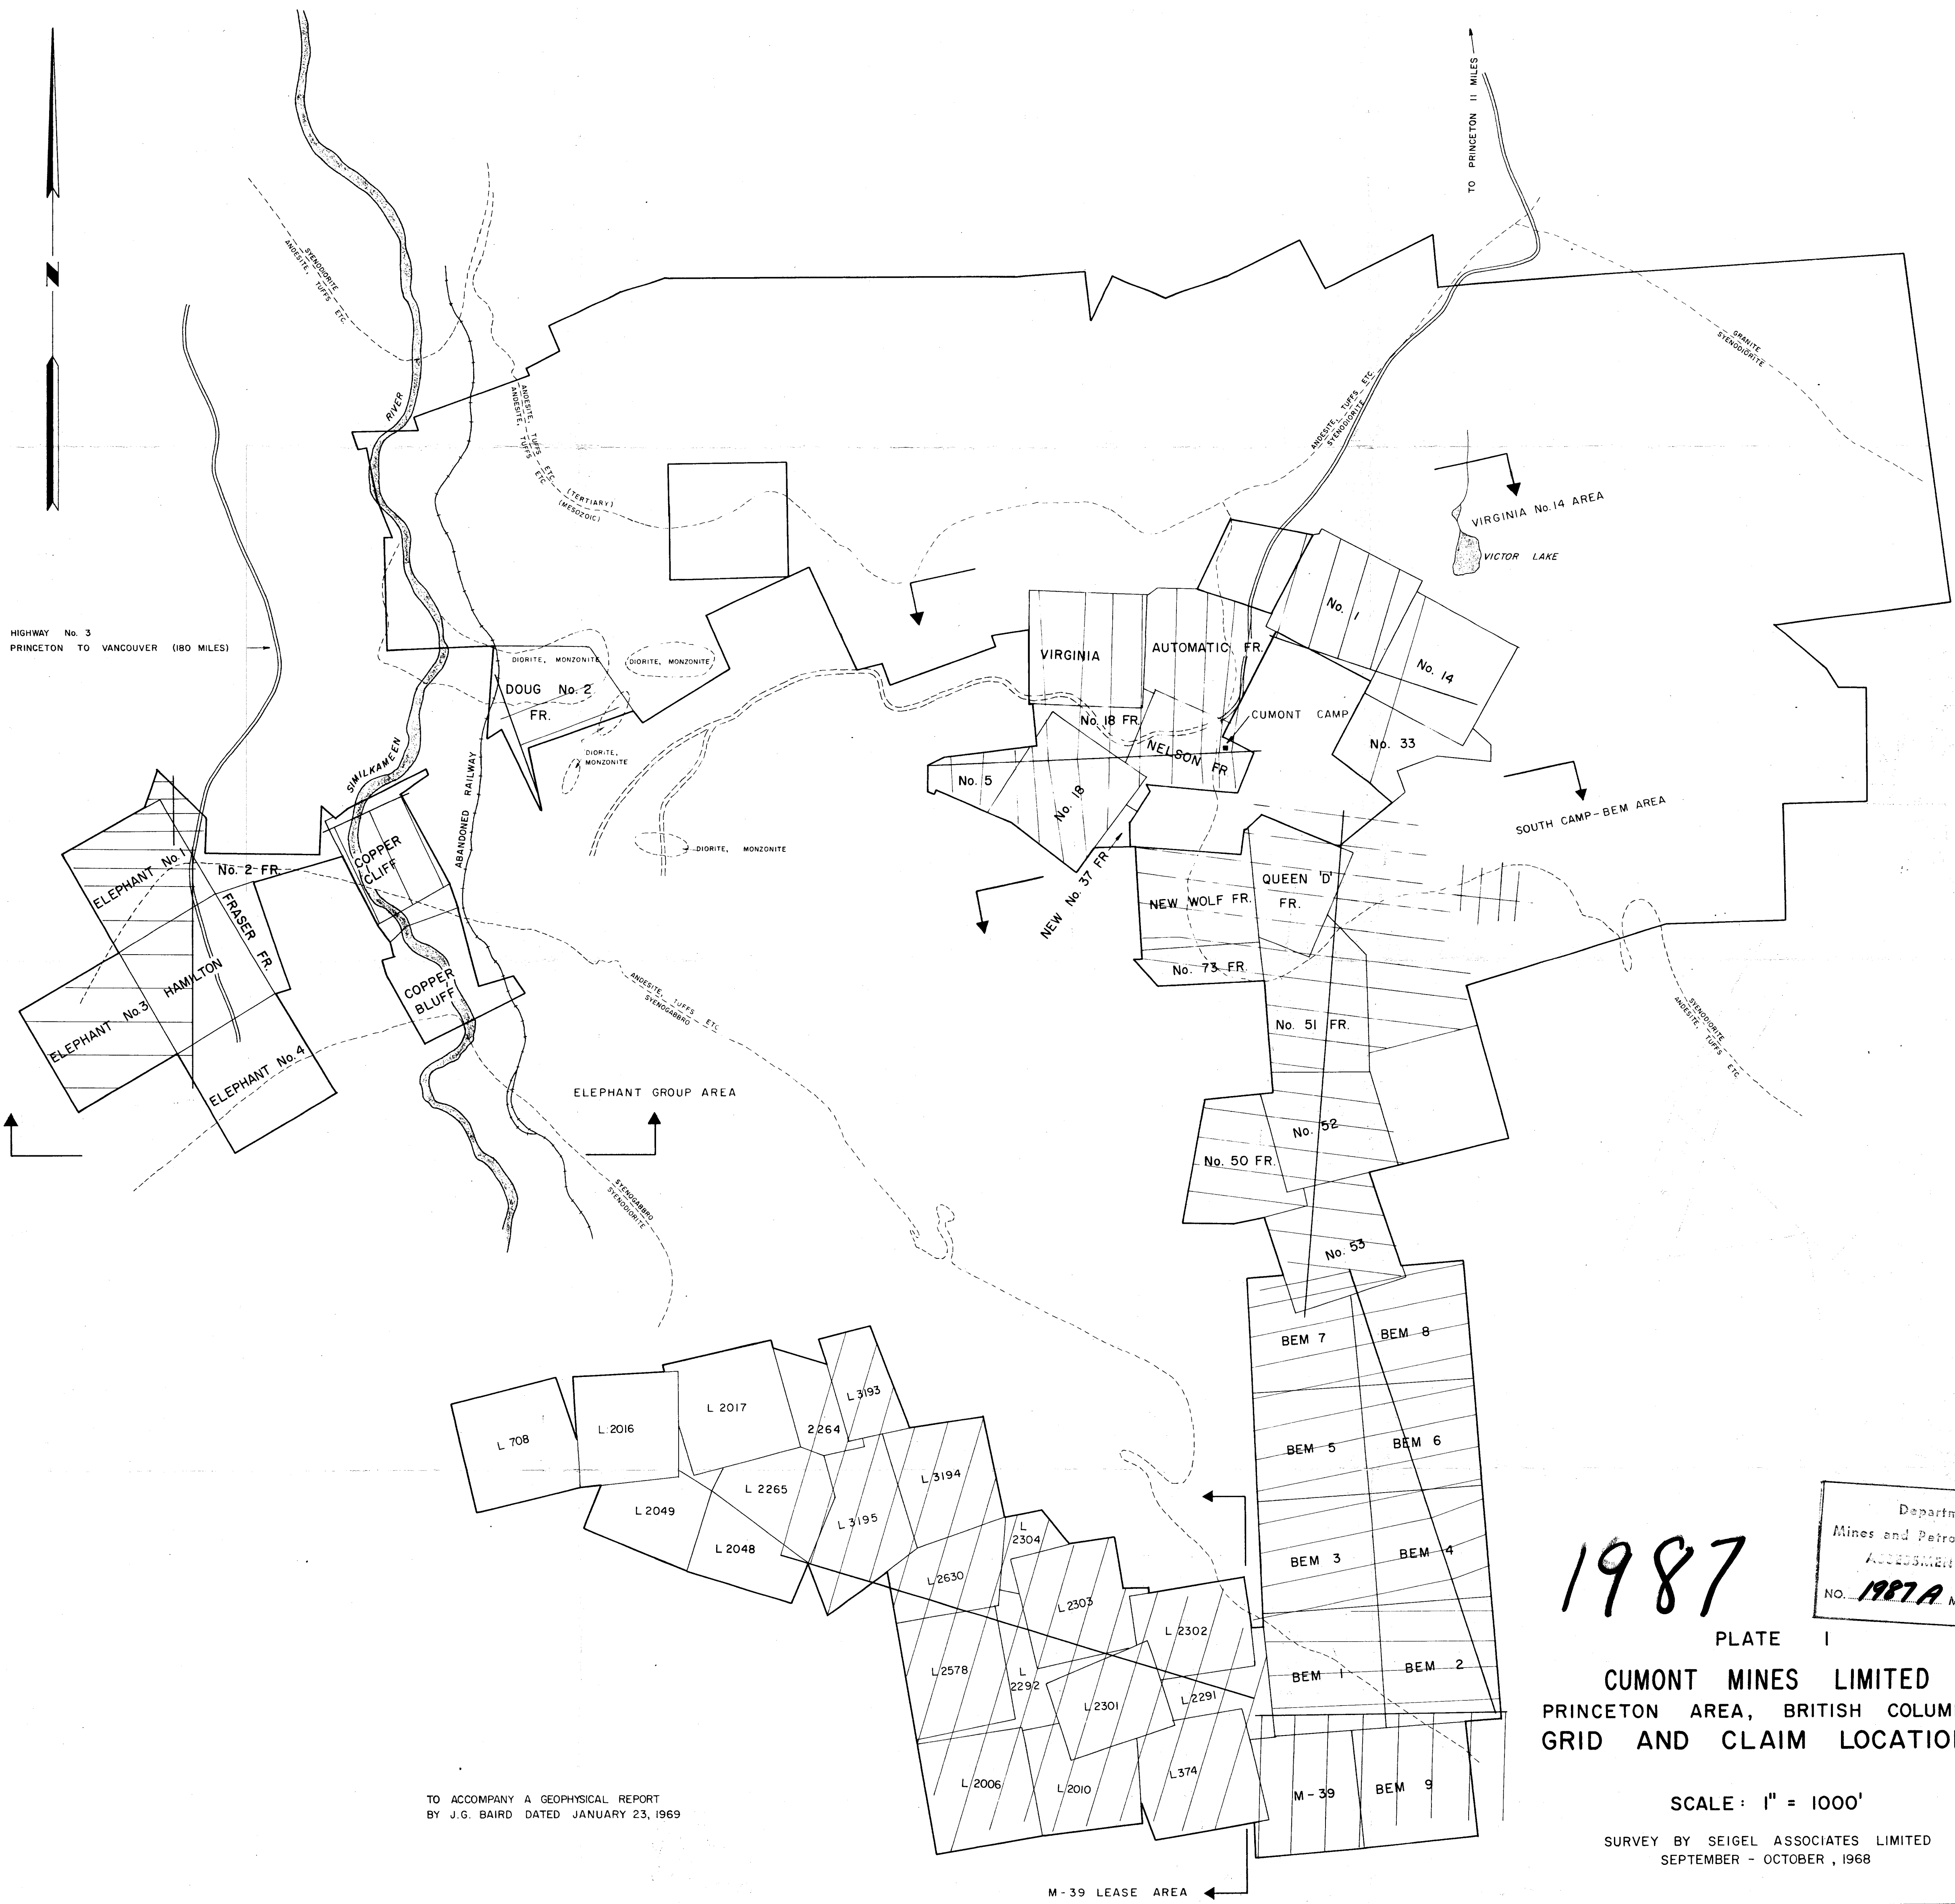 TO PRINCETON 11 MILES
N
SYENODIORITE
ANDESITE, TUFFS ETC.
GRANITE
SYENODIORITE
RIVER
ANDESITE, TUFFS ETC.
ANDESITE, TUFFS ETC
(TERTIARY)
(MESOZOIC)
ANDESITE, TUFFS ETC.
SYENODIORITE
VIRGINIA No. 14 AREA
VICTOR LAKE
HIGHWAY No. 3
PRINCETON TO VANCOUVER (180 MILES)
DIORITE, MONZONITE
DIORITE, MONZONITE
DOUG No. 2
FR.
DIORITE,
MONZONITE
DIORITE, MONZONITE
SIMILKAMEEN
ABANDONED RAILWAY
VIRGINIA
AUTOMATIC FR.
No. 1
No. 14
No. 33
No. 18 FR.
NELSON FR
CUMONT CAMP
No. 5
No. 18
NEW No. 37 FR
SOUTH CAMP-BEM AREA
ELEPHANT No. 1
No. 2 FR.
FRASER FR.
HAMILTON
ELEPHANT No. 3
ELEPHANT No. 4
COPPER
CLIFF
COPPER
BLUFF
NEW WOLF FR.
QUEEN 'D'
FR.
No. 73 FR.
No. 51 FR.
No. 52
No. 50 FR.
No. 53
ANDESITE, TUFFS ETC
SYENOGABBRO
SYENODIORITE
ANDESITE, TUFFS ETC
ELEPHANT GROUP AREA
SYENOGABBRO
SYENODIORITE
BEM 7
BEM 8
BEM 5
BEM 6
BEM 3
BEM 4
BEM 1
BEM 2
M-39
BEM 9
L 708
L. 2016
L 2017
2264
L 3193
L 2049
L 2265
L 2048
L 3195
L 3194
L
2304
L 2630
L 2303
L 2302
L 2578
L
2292
L 2301
L 2291
L 2006
L 2010
L 374
M-39 LEASE AREA
TO ACCOMPANY A GEOPHYSICAL REPORT
BY J.G. BAIRD DATED JANUARY 23, 1969
1987
Departm
Mines and Petro
ASSESSMEN
NO. 1987 A M
PLATE 1
CUMONT MINES LIMITED
PRINCETON AREA, BRITISH COLUM
GRID AND CLAIM LOCATIO
SCALE: 1" = 1000'
SURVEY BY SEIGEL ASSOCIATES LIMITED
SEPTEMBER - OCTOBER, 1968